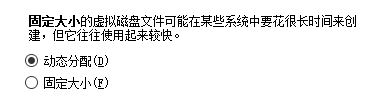 固定大小的虚拟磁盘文件可能在某些系统中要花很长时间来创
建，但它往往使用起来较快。
动态分配(D)
固定大小(F)